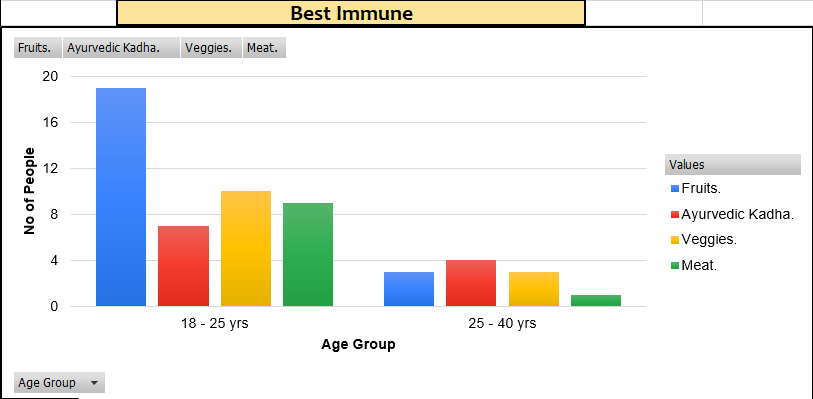 Best Immune
Fruits. Ayurvedic Kadha. Veggies. Meat.
20
16
12
8
4
0
No of People
18 - 25 yrs 25 - 40 yrs
Age Group
Values
Fruits.
Ayurvedic Kadha.
Veggies.
Meat.
Age Group